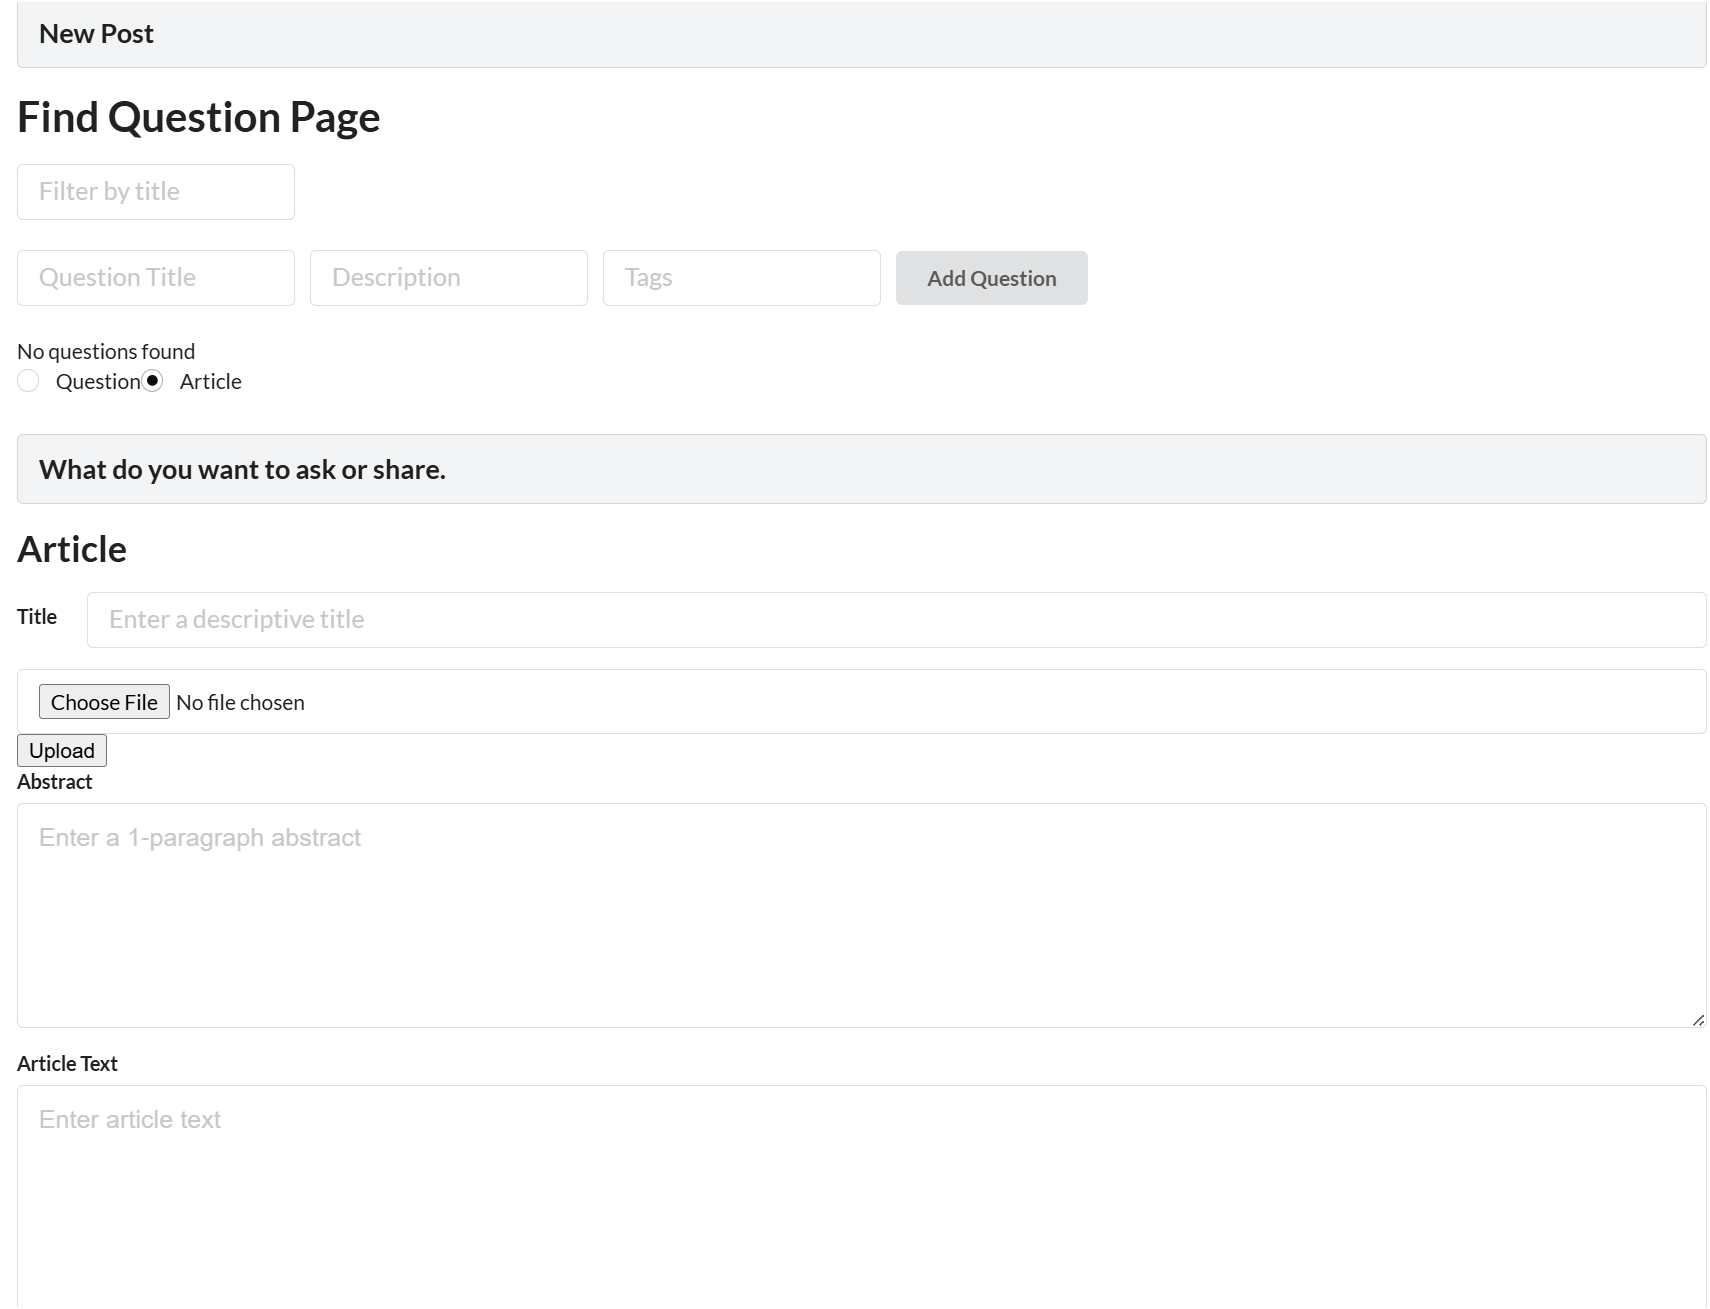 New Post
Find Question Page
Filter by title
Question Title Description Tags Add Question
No questions found
Question Article
What do you want to ask or share.
Article
Title Enter a descriptive title
Choose File No file chosen
Upload
Abstract
Enter a 1-paragraph abstract
Article Text
Enter article text